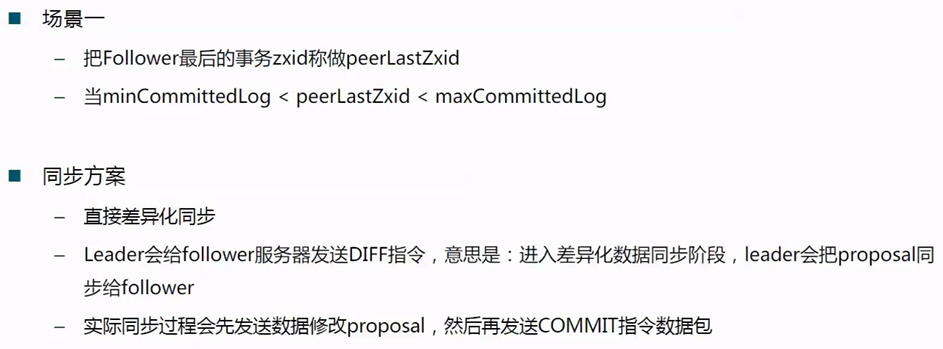 ■ 场景一
– 把Follower最后的事务zxid称做peerLastZxid
– 当minCommittedLog < peerLastZxid < maxCommittedLog
■ 同步方案
– 直接差异化同步
– Leader会给follower服务器发送DIFF指令，意思是：进入差异化数据同步阶段，leader会把proposal同
步给follower
– 实际同步过程会先发送数据修改proposal，然后再发送COMMIT指令数据包